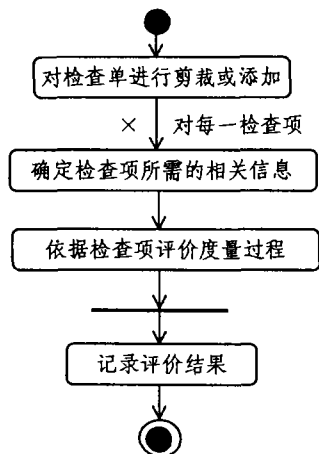 对检查单进行剪裁或添加
× 对每一检查项
确定检查项所需的相关信息
依据检查项评价度量过程
记录评价结果